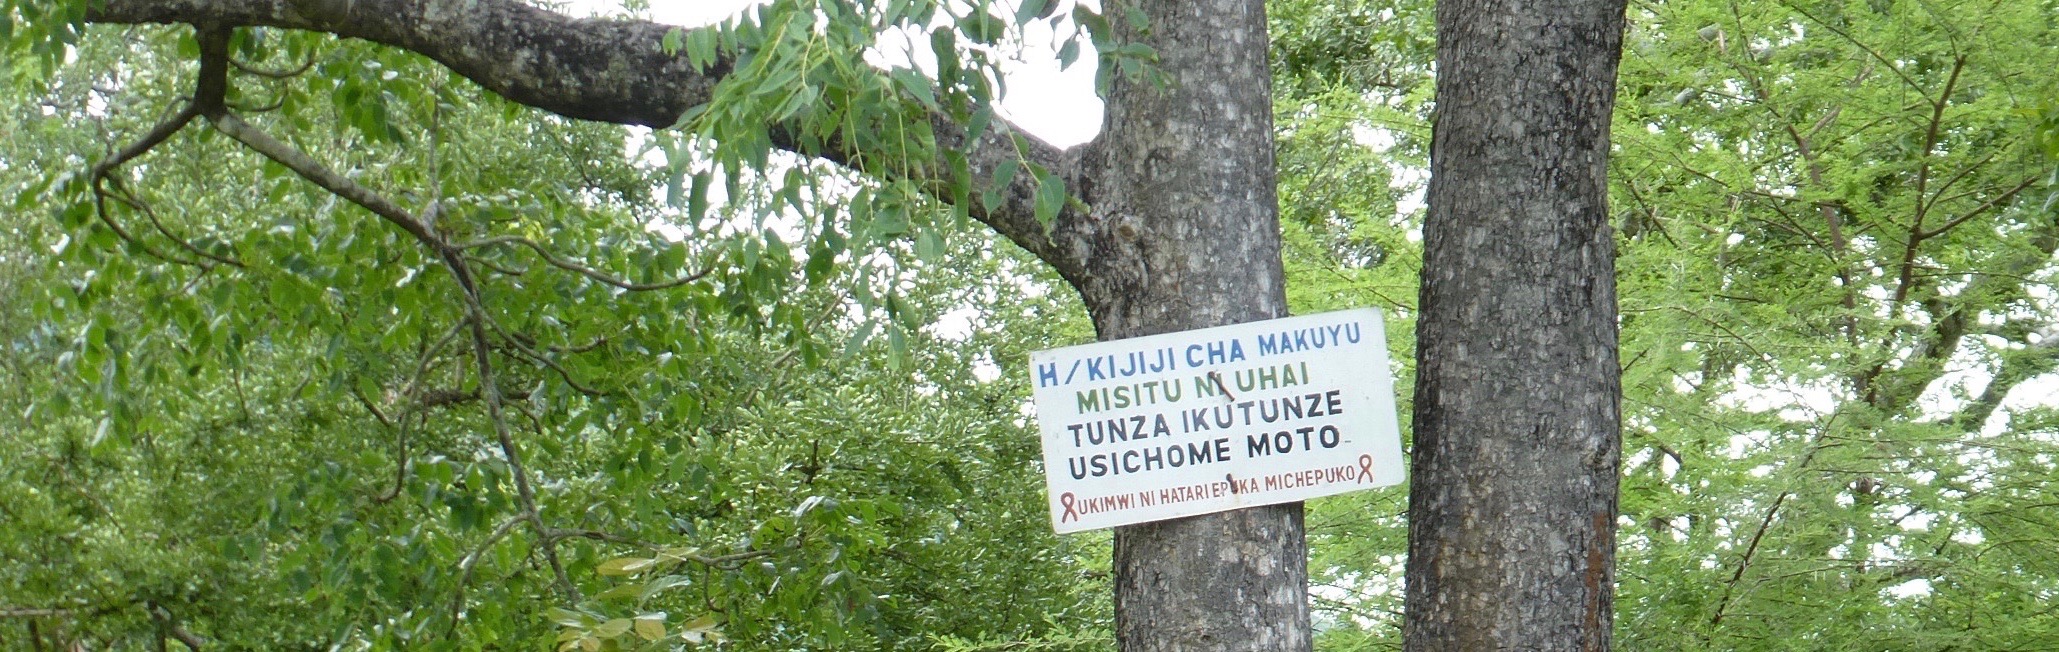 H/KIJIJI CHA MAKUYU
MISITU NI UHAI
TUNZA IKUTUNZE
USICHOME MOTO
UKIMWI NI HATARI EPUKA MICHEPUKO